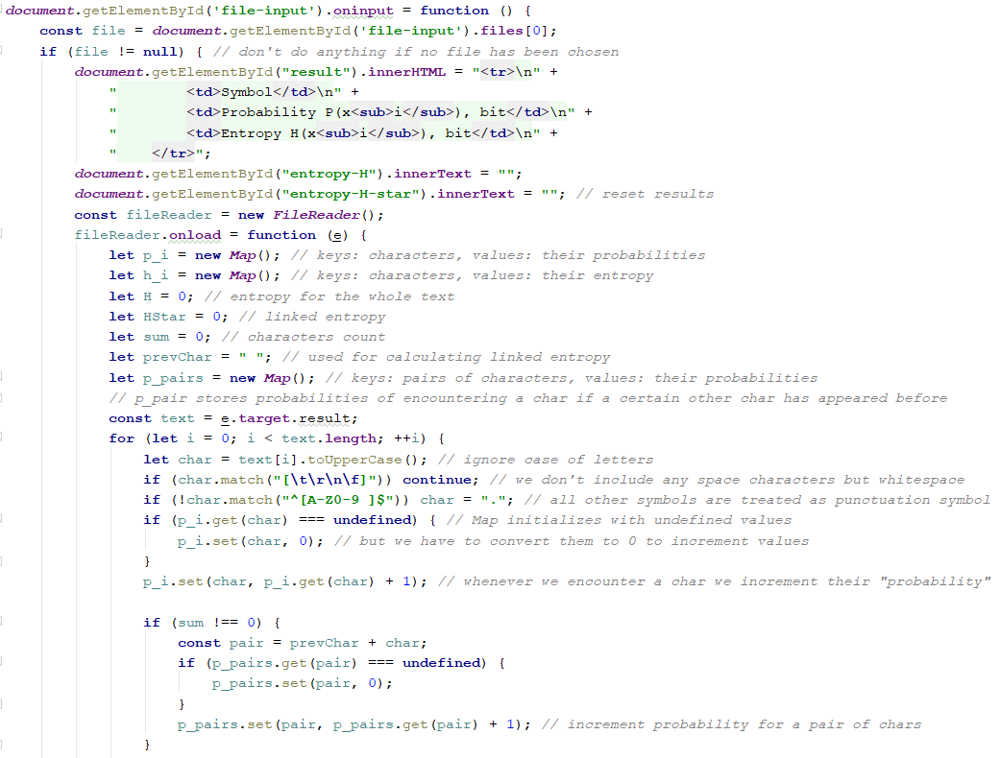 document.getElementById('file-input').oninput = function () {
    const file = document.getElementById('file-input').files[0];
    if (file != null) { // don't do anything if no file has been chosen
        document.getElementById("result").innerHTML = "<tr>\n" +
            "        <td>Symbol</td>\n" +
            "        <td>Probability P(x<sub>i</sub>), bit</td>\n" +
            "        <td>Entropy H(x<sub>i</sub>), bit</td>\n" +
            "    </tr>";
        document.getElementById("entropy-H").innerText = "";
        document.getElementById("entropy-H-star").innerText = ""; // reset results
        const fileReader = new FileReader();
        fileReader.onload = function (e) {
            let p_i = new Map(); // keys: characters, values: their probabilities
            let h_i = new Map(); // keys: characters, values: their entropy
            let H = 0; // entropy for the whole text
            let HStar = 0; // linked entropy
            let sum = 0; // characters count
            let prevChar = " "; // used for calculating linked entropy
            let p_pairs = new Map(); // keys: pairs of characters, values: their probabilities
            // p_pair stores probabilities of encountering a char if a certain other char has appeared before
            const text = e.target.result;
            for (let i = 0; i < text.length; ++i) {
                let char = text[i].toUpperCase(); // ignore case of letters
                if (char.match("[\t\r\n\f]")) continue; // we don't include any space characters but whitespace
                if (!char.match("^[A-Z0-9 ]$")) char = "."; // all other symbols are treated as punctuation symbol
                if (p_i.get(char) === undefined) { // Map initializes with undefined values
                    p_i.set(char, 0); // but we have to convert them to 0 to increment values
                }
                p_i.set(char, p_i.get(char) + 1); // whenever we encounter a char we increment their "probability"

                if (sum !== 0) {
                    const pair = prevChar + char;
                    if (p_pairs.get(pair) === undefined) {
                        p_pairs.set(pair, 0);
                    }
                    p_pairs.set(pair, p_pairs.get(pair) + 1); // increment probability for a pair of chars
                }